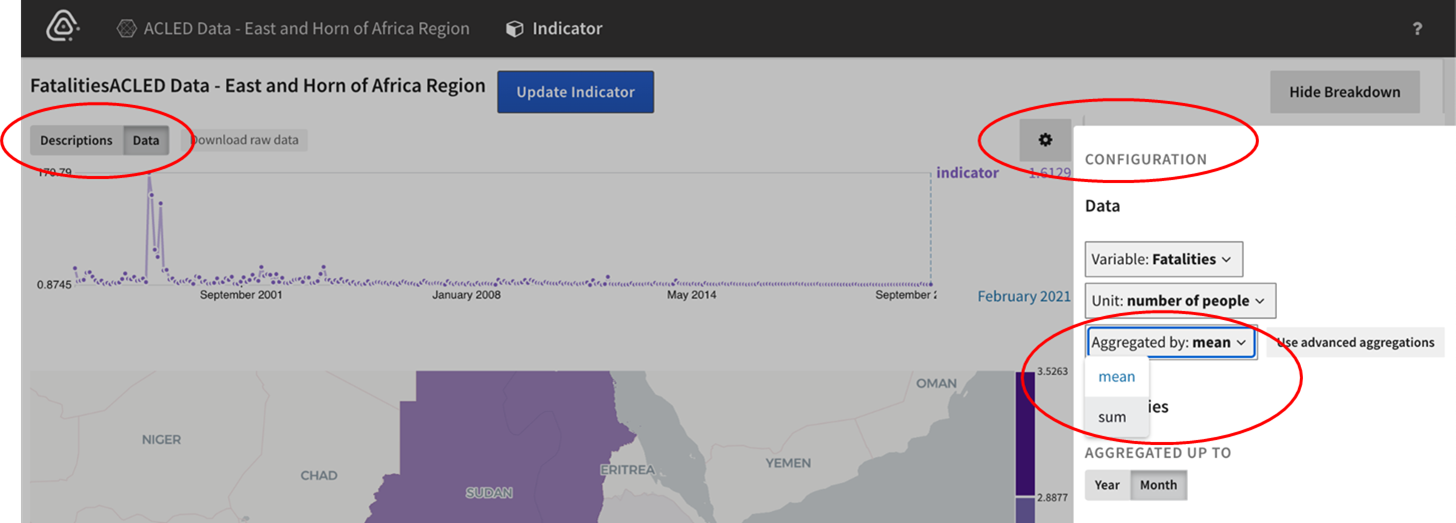 ACLED Data - East and Horn of Africa Region
Indicator
?
FatalitiesACLED Data - East and Horn of Africa Region
Update Indicator
Hide Breakdown
Descriptions
Data
Download raw data
CONFIGURATION
170.79
indicator
1.6129
Data
Variable: Fatalities
0.8745
September 2001
January 2008
May 2014
September 2
February 2021
Unit: number of people
Aggregated by: mean
Use advanced aggregations
mean
sum
ies
3.5263
OMAN
NIGER
CHAD
SUDAN
ERITREA
YEMEN
AGGREGATED UP TO
Year
Month
2.8877